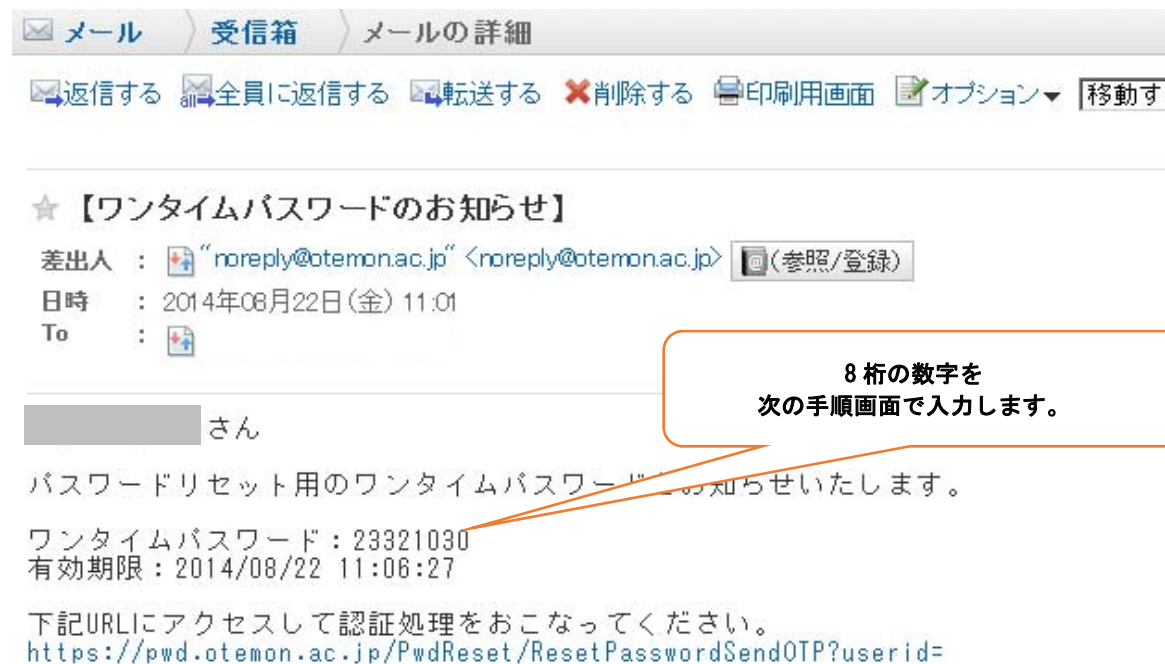 メール 受信箱 メールの詳細
返信する 全員に返信する 転送する 削除する 印刷用画面 オプション▼ 移動す
☆【ワンタイムパスワードのお知らせ】
差出人 : "noreply@otemon.ac.jp" <noreply@otemon.ac.jp> (参照/登録)
日時 : 2014年08月22日(金) 11:01
To :
8桁の数字を
次の手順画面で入力します。
さん
パスワードリセット用のワンタイムパスワードをお知らせいたします。
ワンタイムパスワード：23321030
有効期限：2014/08/22 11:06:27
下記URLにアクセスして認証処理をおこなってください。
https://pwd.otemon.ac.jp/PwdReset/ResetPasswordSendOTP?userid=